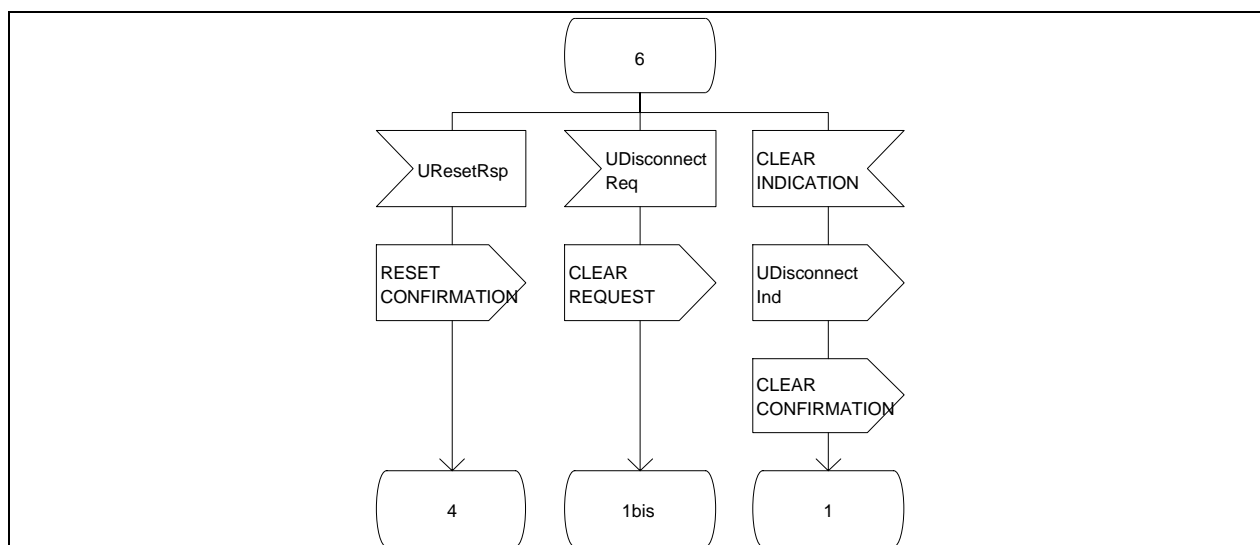 6
UResetRsp
UDisconnect
Req
CLEAR
INDICATION
RESET
CONFIRMATION
CLEAR
REQUEST
UDisconnect
Ind
CLEAR
CONFIRMATION
4
1bis
1